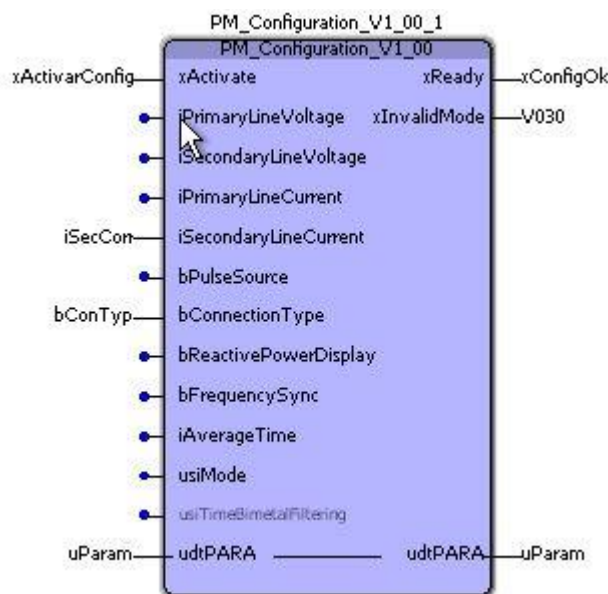 PM_Configuration_V1_00_1
PM_Configuration_V1_00
xActivarConfig xActivate xReady xConfigOk
iPrimaryLineVoltage xInvalidMode V030
iSecondaryLineVoltage
iPrimaryLineCurrent
iSecCorr iSecondaryLineCurrent
bPulseSource
bConTyp bConnectionType
bReactivePowerDisplay
bFrequencySync
iAverageTime
usiMode
usiTimeBimetalFiltering
uParam udtPARA udtPARA uParam